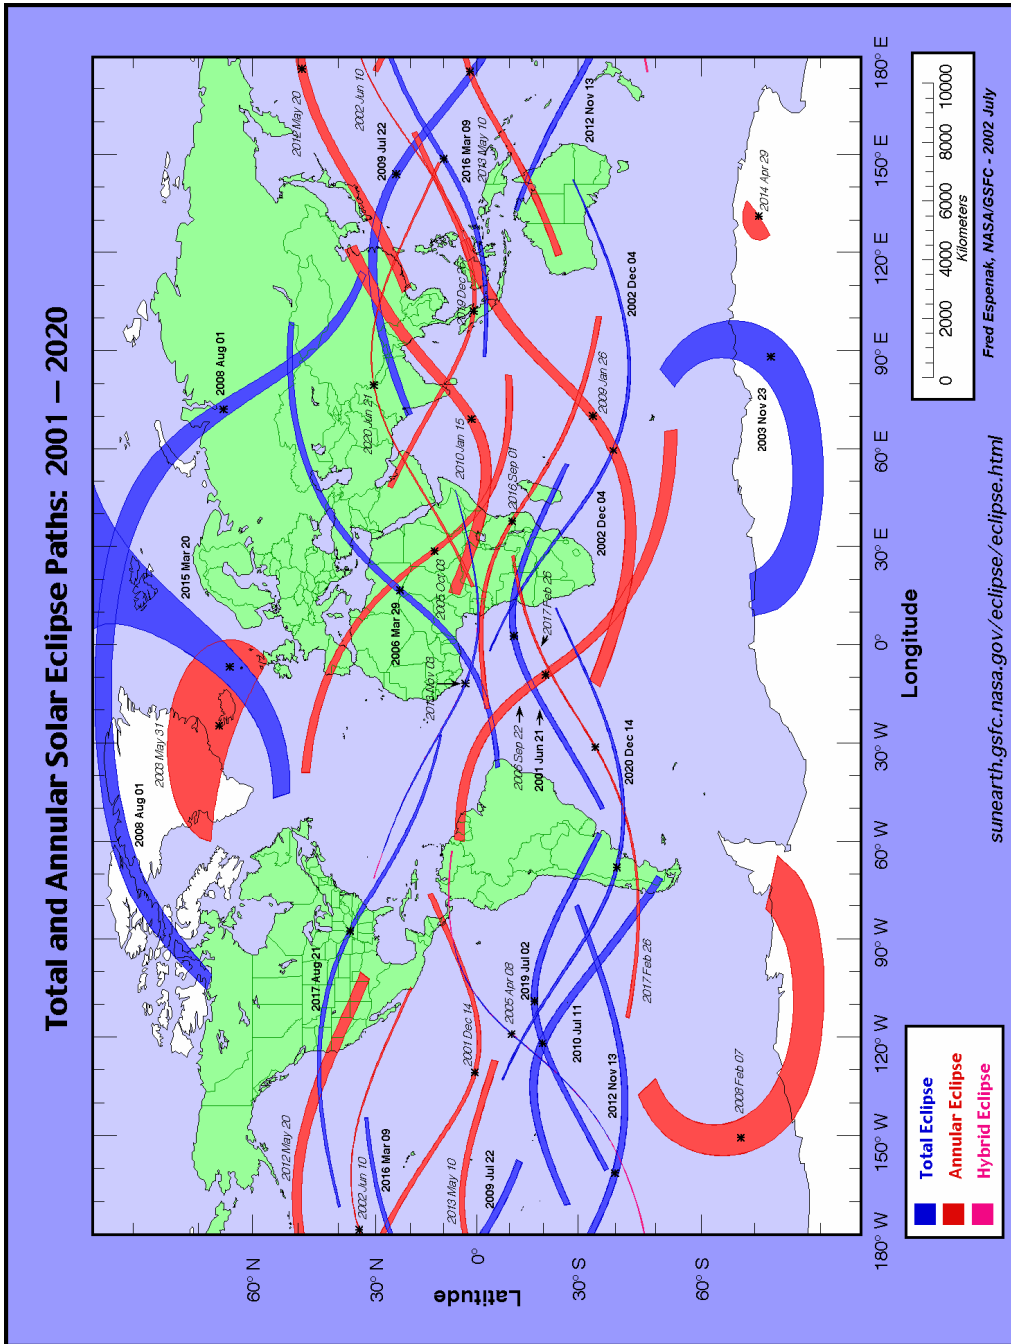 Total and Annular Solar Eclipse Paths: 2001 — 2020
2008 Aug 01
2008 Aug 01
2015 Mar 20
2003 May 31
2012 May 20
2002 Jun 10
2009 Jul 22
2016 Mar 09
2013 May 10
2012 Nov 13
2019 Dec 26
2020 Jun 21
2010 Jan 15
2016 Sep 01
2009 Jan 26
2002 Dec 04
2002 Dec 04
2005 Oct 03
2006 Mar 29
2013 Nov 03
2017 Feb 26
2006 Sep 22
2001 Jun 21
2020 Dec 14
2017 Aug 21
2012 May 20
2002 Jun 10
2016 Mar 09
2001 Dec 14
2013 May 10
2009 Jul 22
2005 Apr 08
2019 Jul 02
2010 Jul 11
2012 Nov 13
2017 Feb 26
2008 Feb 07
2003 Nov 23
2014 Apr 29
60° N
30° N
0°
30° S
60° S
Latitude
180° W
150° W
120° W
90° W
60° W
30° W
0°
30° E
60° E
90° E
120° E
150° E
180° E
Longitude
Total Eclipse
Annular Eclipse
Hybrid Eclipse
0 2000 4000 6000 8000 10000
Kilometers
Fred Espenak, NASA/GSFC - 2002 July
sunearth.gsfc.nasa.gov/eclipse/eclipse.html